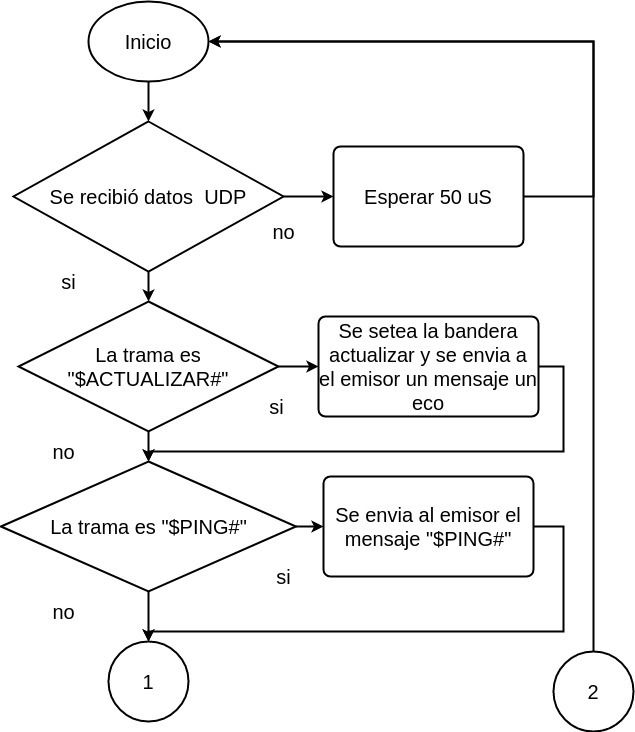 Inicio
Se recibió datos  UDP
Esperar 50 uS
no
si
La trama es
"$ACTUALIZAR#"
Se setea la bandera
actualizar y se envia a
el emisor un mensaje un
eco
si
no
La trama es "$PING#"
Se envia al emisor el
mensaje "$PING#"
si
no
1
2